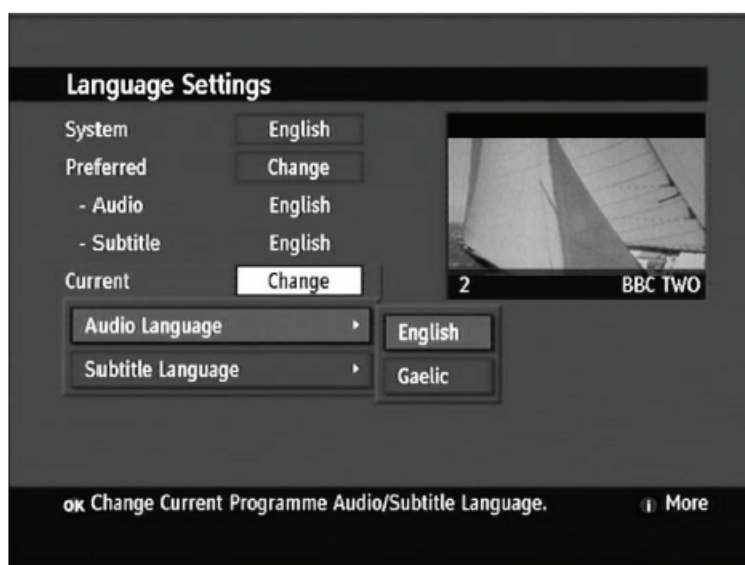 Language Settings
System English
Preferred Change
- Audio English
- Subtitle English
Current Change
2 BBC TWO
Audio Language
English
Subtitle Language
Gaelic
OK Change Current Programme Audio/Subtitle Language. i More